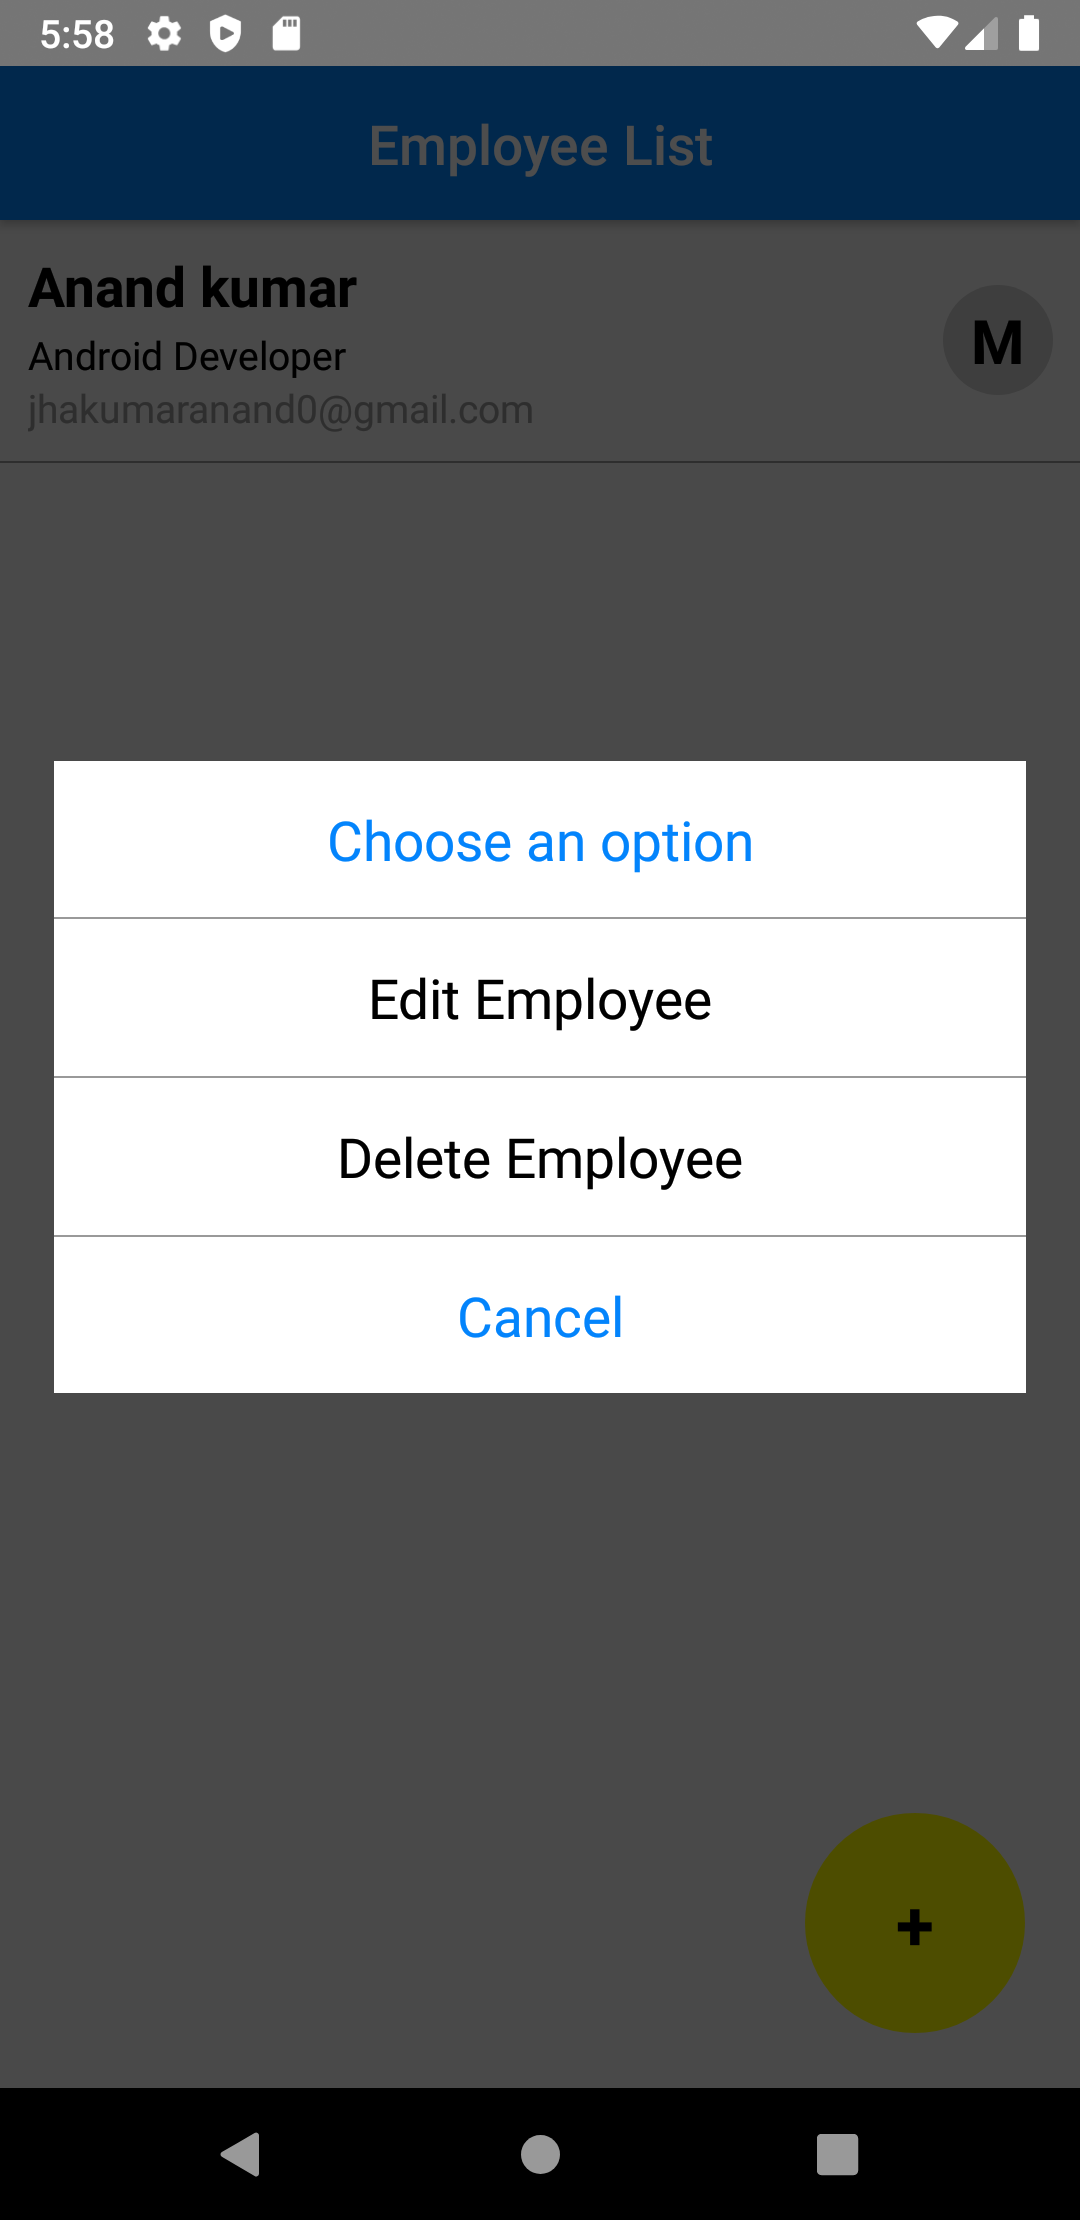 5:58
Employee List
Anand kumar
Android Developer
jhakumaranand0@gmail.com
M
Choose an option
Edit Employee
Delete Employee
Cancel
+